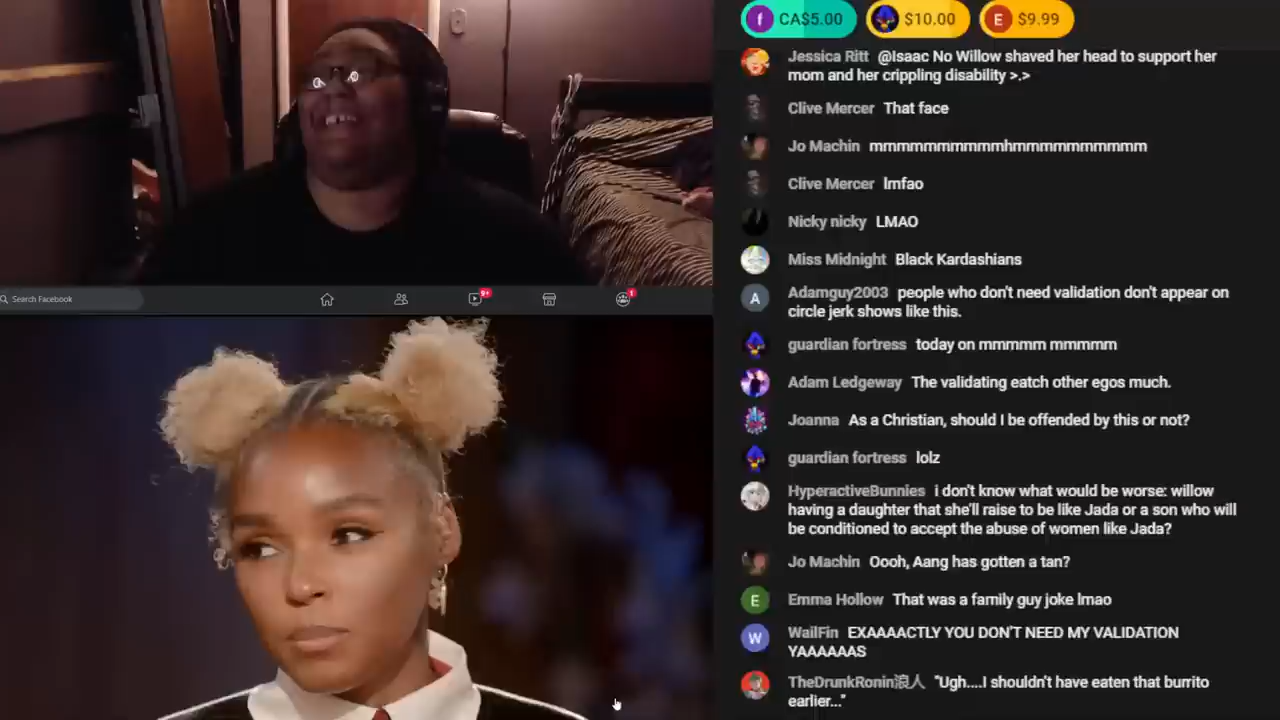 f CA$5.00 $10.00 E $9.99
Jessica Ritt @Isaac No Willow shaved her head to support her
mom and her crippling disability >.>
Clive Mercer That face
Jo Machin mmmmmmmmmmhmmmmmmmmmm
Clive Mercer lmfao
Nicky nicky LMAO
Miss Midnight Black Kardashians
Search Facebook
9+
1
A Adamguy2003 people who don't need validation don't appear on
circle jerk shows like this.
guardian fortress today on mmmmm mmmmm
Adam Ledgeway The validating eatch other egos much.
Joanna As a Christian, should I be offended by this or not?
guardian fortress lolz
HyperactiveBunnies i don't know what would be worse: willow
having a daughter that she'll raise to be like Jada or a son who will
be conditioned to accept the abuse of women like Jada?
Jo Machin Oooh, Aang has gotten a tan?
E Emma Hollow That was a family guy joke lmao
W WailFin EXAAAACTLY YOU DON'T NEED MY VALIDATION
YAAAAAAS
TheDrunkRonin浪人 "Ugh....I shouldn't have eaten that burrito
earlier..."